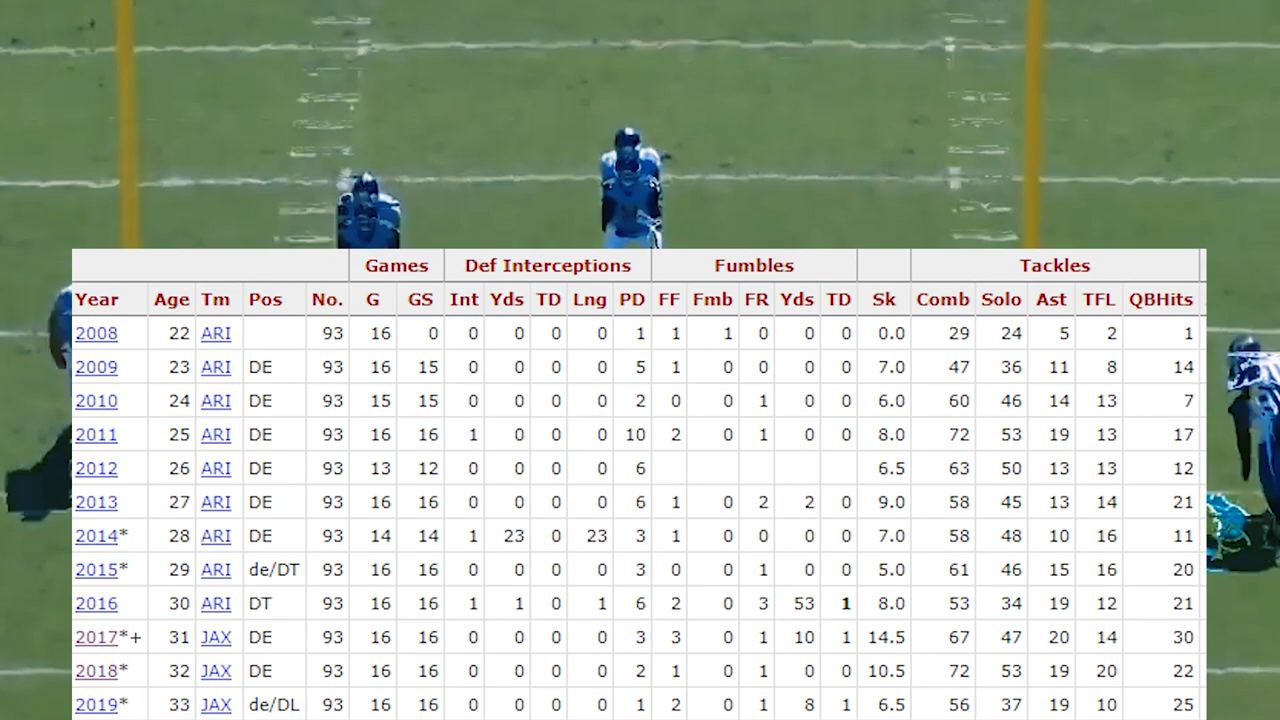 Games Def Interceptions Fumbles Tackles
Year Age Tm Pos No. G GS Int Yds TD Lng PD FF Fmb FR Yds TD Sk Comb Solo Ast TFL QBHits
2008 22 ARI 93 16 0 0 0 0 0 1 1 1 0 0 0 0.0 29 24 5 2 1
2009 23 ARI DE 93 16 15 0 0 0 0 5 1 0 0 0 0 7.0 47 36 11 8 14
2010 24 ARI DE 93 15 15 0 0 0 0 2 0 0 1 0 0 6.0 60 46 14 13 7
2011 25 ARI DE 93 16 16 1 0 0 0 10 2 0 1 0 0 8.0 72 53 19 13 17
2012 26 ARI DE 93 13 12 0 0 0 0 6 6.5 63 50 13 13 12
2013 27 ARI DE 93 16 16 0 0 0 0 6 1 0 2 2 0 9.0 58 45 13 14 21
2014* 28 ARI DE 93 14 14 1 23 0 23 3 1 0 0 0 0 7.0 58 48 10 16 11
2015* 29 ARI de/DT 93 16 16 0 0 0 0 3 0 0 1 0 0 5.0 61 46 15 16 20
2016 30 ARI DT 93 16 16 1 1 0 1 6 2 0 3 53 1 8.0 53 34 19 12 21
2017*+ 31 JAX DE 93 16 16 0 0 0 0 3 3 0 1 10 1 14.5 67 47 20 14 30
2018* 32 JAX DE 93 16 16 0 0 0 0 2 1 0 1 0 0 10.5 72 53 19 20 22
2019* 33 JAX de/DL 93 16 16 0 0 0 0 1 2 0 1 8 1 6.5 56 37 19 10 25